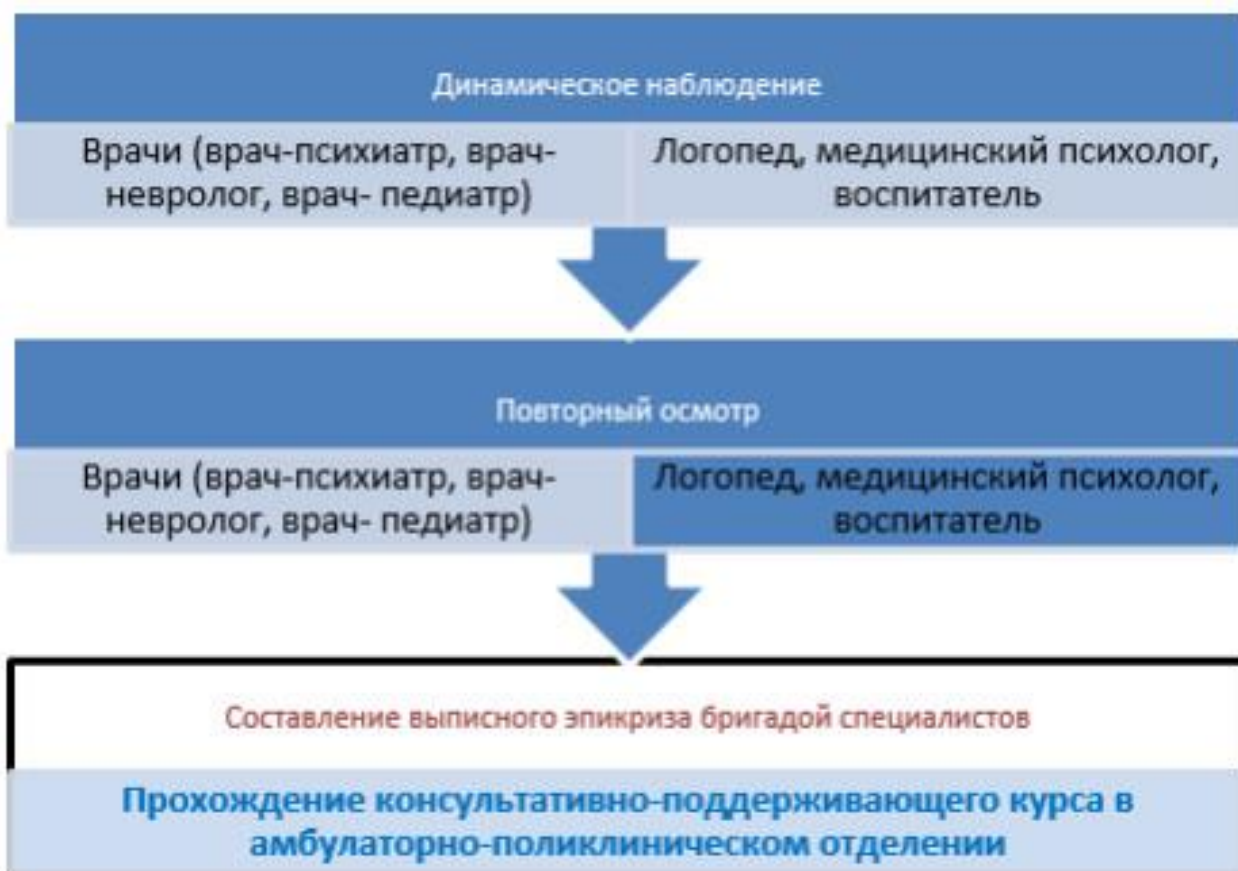 Динамическое наблюдение
Врачи (врач-психиатр, врач-
невролог, врач- педиатр)
Логопед, медицинский психолог,
воспитатель
Повторный осмотр
Врачи (врач-психиатр, врач-
невролог, врач- педиатр)
Логопед, медицинский психолог,
воспитатель
Составление выписного эпикриза бригадой специалистов
Прохождение консультативно-поддерживающего курса в
амбулаторно-поликлиническом отделении